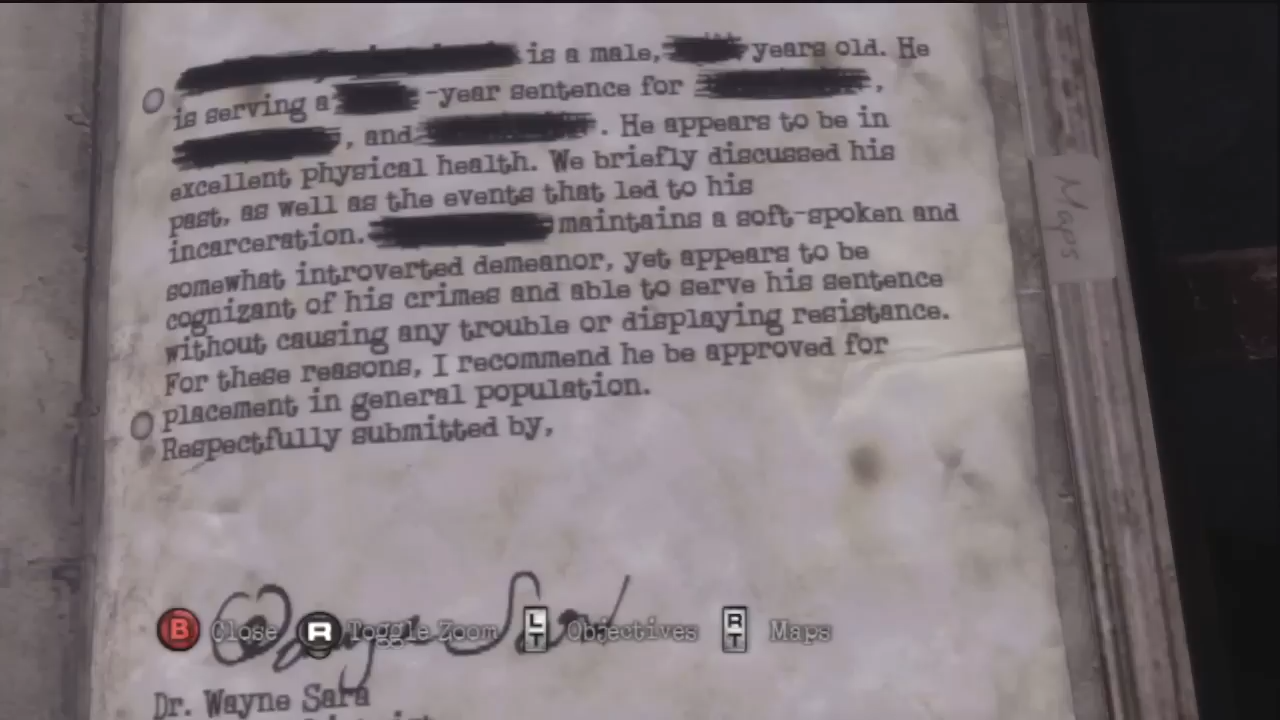 is a male, years old. He
is serving a -year sentence for ,
, and . He appears to be in
excellent physical health. We briefly discussed his
past, as well as the events that led to his
incarceration. maintains a soft-spoken and
somewhat introverted demeanor, yet appears to be
cognizant of his crimes and able to serve his sentence
without causing any trouble or displaying resistance.
For these reasons, I recommend he be approved for
placement in general population.
Respectfully submitted by,
Maps
B Close R Toggle Zoom LT Objectives RT Maps
Dr. Wayne Sara